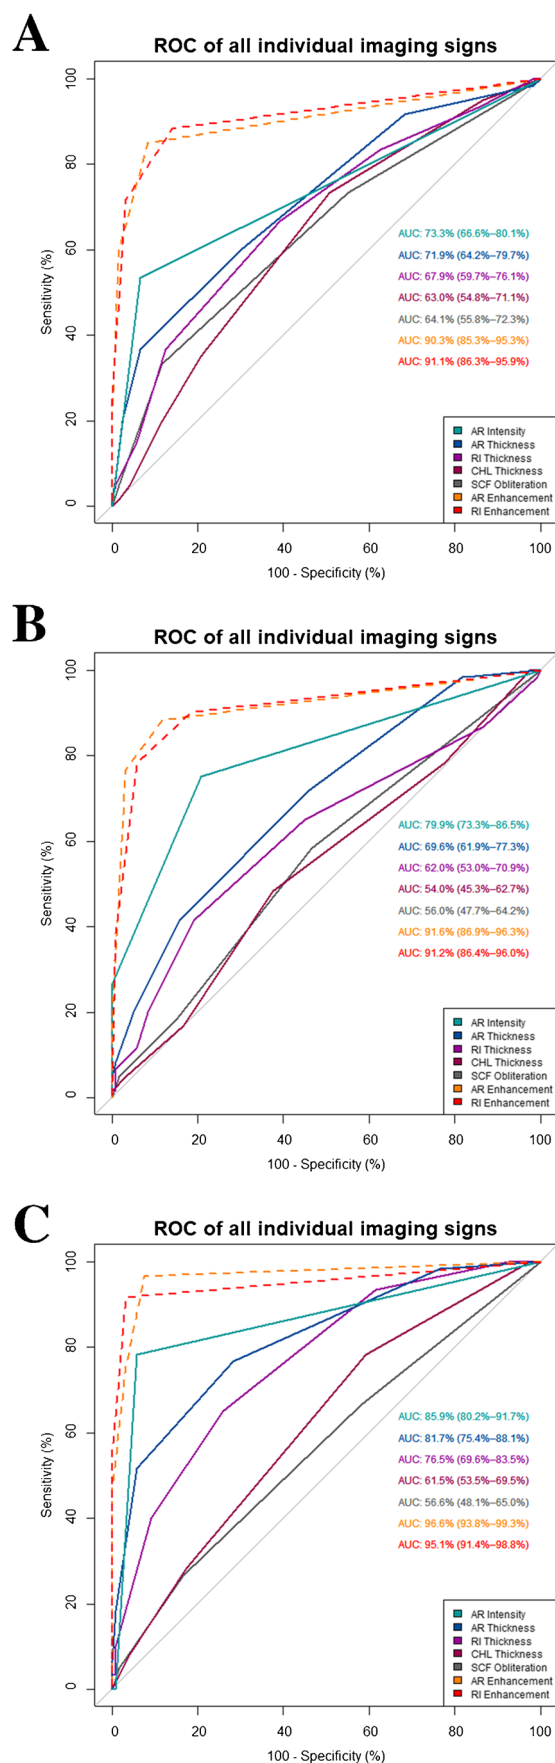 A
ROC of all individual imaging signs
Sensitivity (%)
100
80
60
40
20
0
AUC: 73.3% (66.6%–80.1%)
AUC: 71.9% (64.2%–79.7%)
AUC: 67.9% (59.7%–76.1%)
AUC: 63.0% (54.8%–71.1%)
AUC: 64.1% (55.8%–72.3%)
AUC: 90.3% (85.3%–95.3%)
AUC: 91.1% (86.3%–95.9%)
AR Intensity
AR Thickness
RI Thickness
CHL Thickness
SCF Obliteration
AR Enhancement
RI Enhancement
0 20 40 60 80 100
100 - Specificity (%)
B
ROC of all individual imaging signs
Sensitivity (%)
100
80
60
40
20
0
AUC: 79.9% (73.3%–86.5%)
AUC: 69.6% (61.9%–77.3%)
AUC: 62.0% (53.0%–70.9%)
AUC: 54.0% (45.3%–62.7%)
AUC: 56.0% (47.7%–64.2%)
AUC: 91.6% (86.9%–96.3%)
AUC: 91.2% (86.4%–96.0%)
AR Intensity
AR Thickness
RI Thickness
CHL Thickness
SCF Obliteration
AR Enhancement
RI Enhancement
0 20 40 60 80 100
100 - Specificity (%)
C
ROC of all individual imaging signs
Sensitivity (%)
100
80
60
40
20
0
AUC: 85.9% (80.2%–91.7%)
AUC: 81.7% (75.4%–88.1%)
AUC: 76.5% (69.6%–83.5%)
AUC: 61.5% (53.5%–69.5%)
AUC: 56.6% (48.1%–65.0%)
AUC: 96.6% (93.8%–99.3%)
AUC: 95.1% (91.4%–98.8%)
AR Intensity
AR Thickness
RI Thickness
CHL Thickness
SCF Obliteration
AR Enhancement
RI Enhancement
0 20 40 60 80 100
100 - Specificity (%)